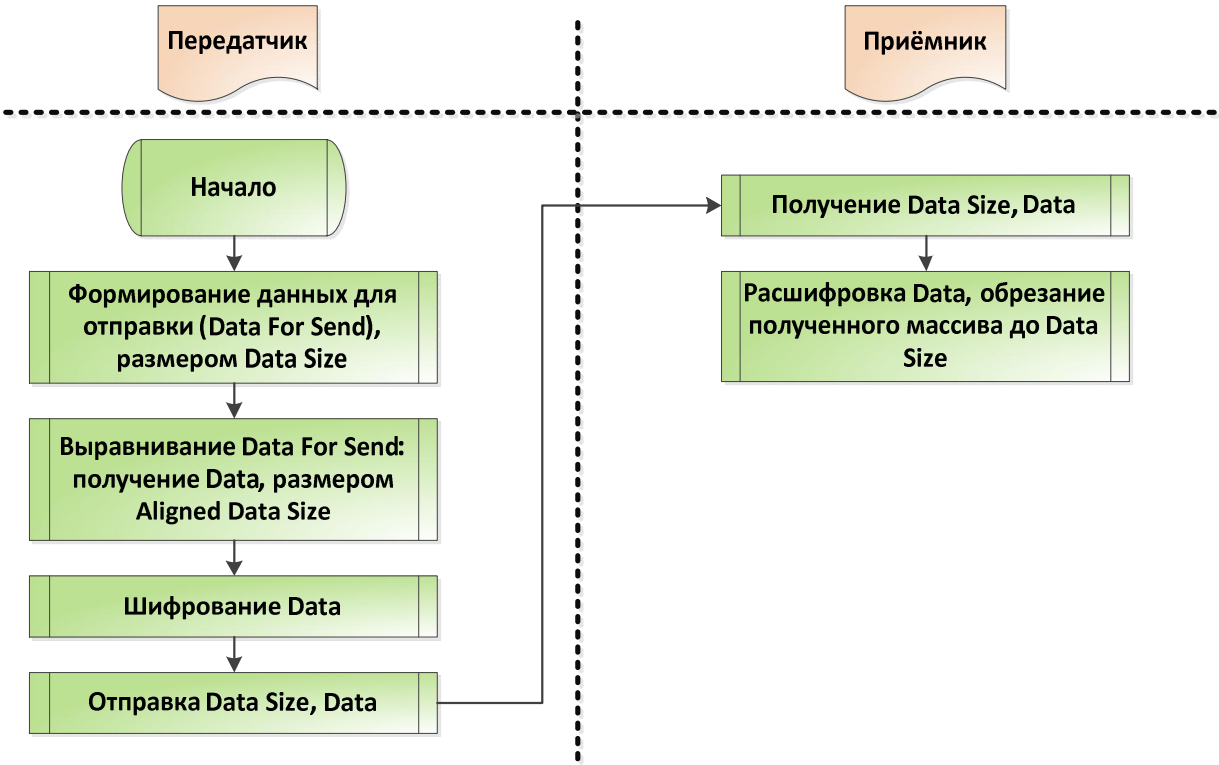 Передатчик
Приёмник
Начало
Формирование данных для
отправки (Data For Send),
размером Data Size
Выравнивание Data For Send:
получение Data, размером
Aligned Data Size
Шифрование Data
Отправка Data Size, Data
Получение Data Size, Data
Расшифровка Data, обрезание
полученного массива до Data
Size